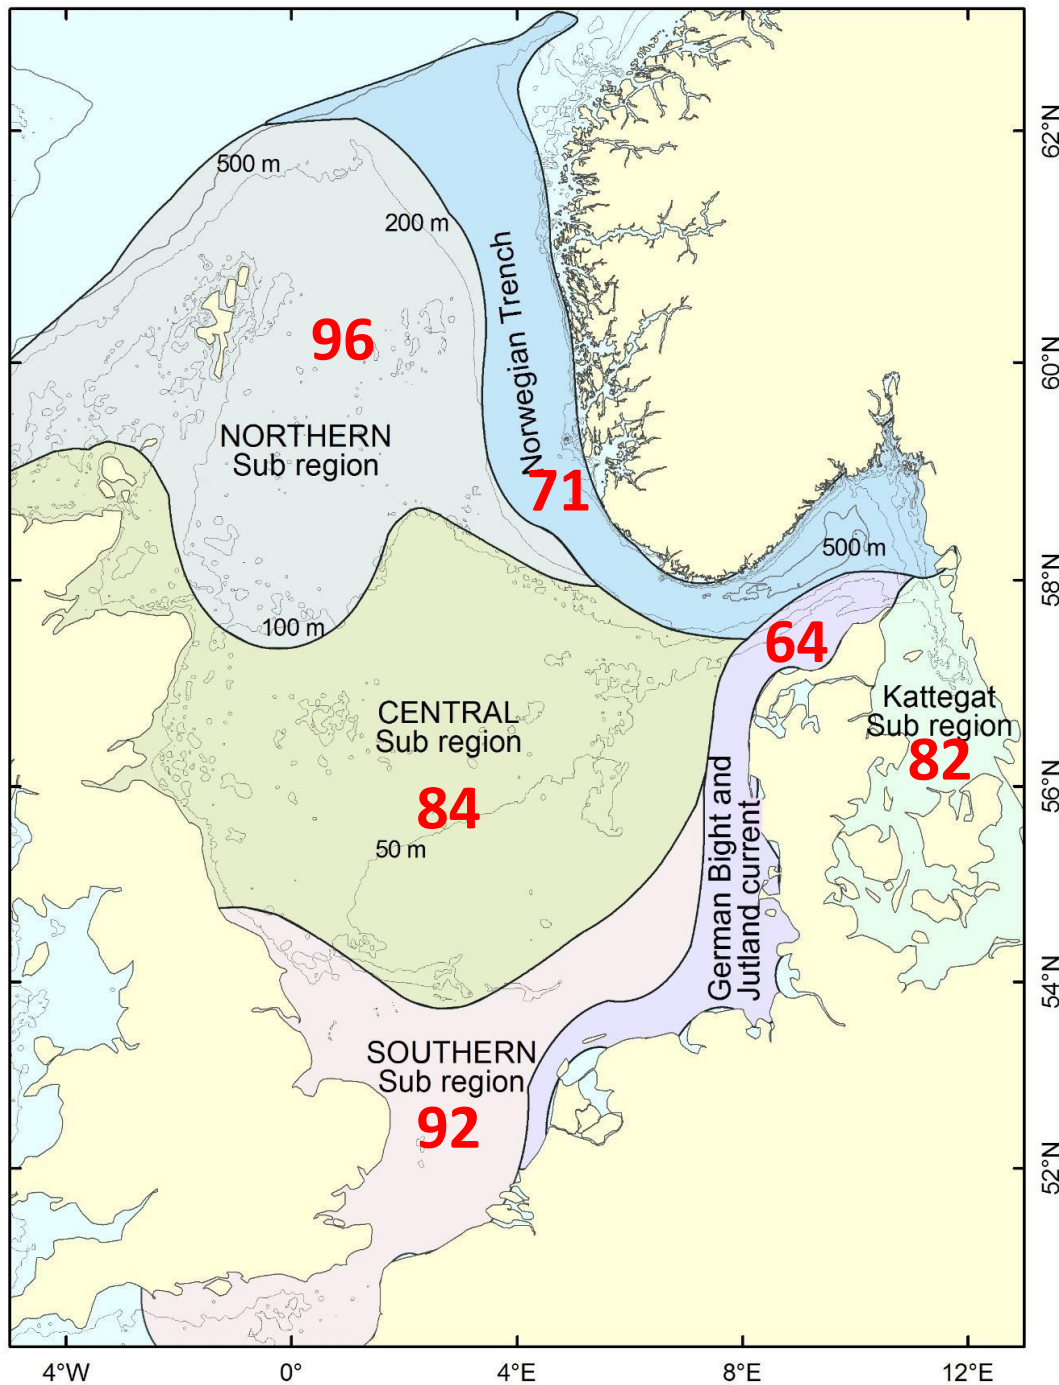 62°N
500 m
200 m
Norwegian Trench
96
60°N
NORTHERN
Sub region
71
500 m
58°N
100 m
64
CENTRAL
Sub region
Kattegat
Sub region
82
56°N
84
50 m
German Bight and
Jutland current
54°N
SOUTHERN
Sub region
92
52°N
4°W
0°
4°E
8°E
12°E